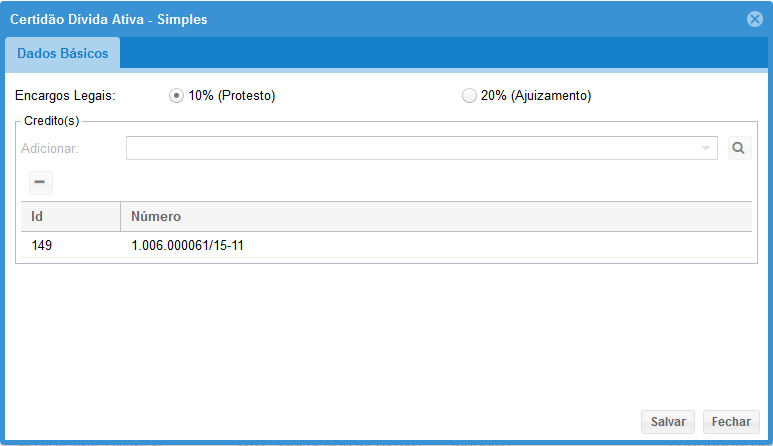 Certidão Dívida Ativa - Simples
Dados Básicos
Encargos Legais: 10% (Protesto) 20% (Ajuizamento)
Credito(s)
Adicionar:
Id Número
149 1.006.000061/15-11
Salvar Fechar